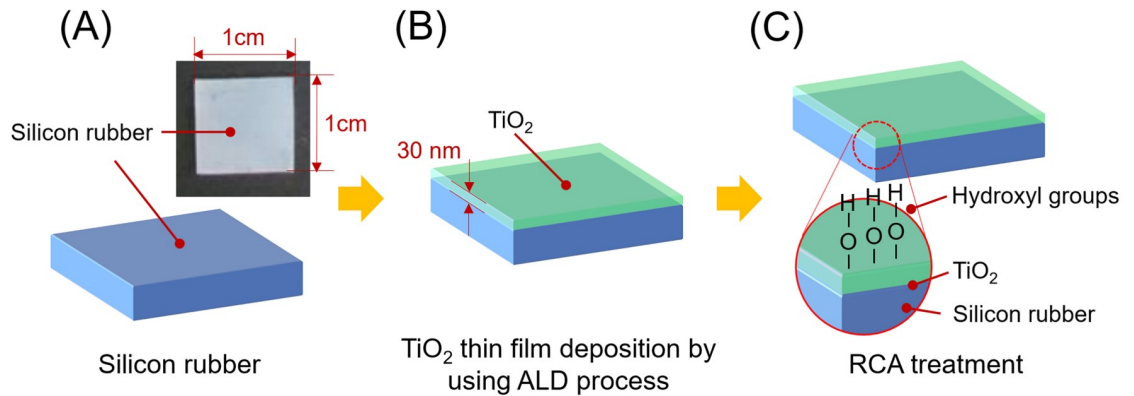 (A)
1cm
1cm
Silicon rubber
Silicon rubber
(B)
TiO₂
30 nm
TiO₂ thin film deposition by
using ALD process
(C)
H H H
O O O
Hydroxyl groups
TiO₂
Silicon rubber
RCA treatment